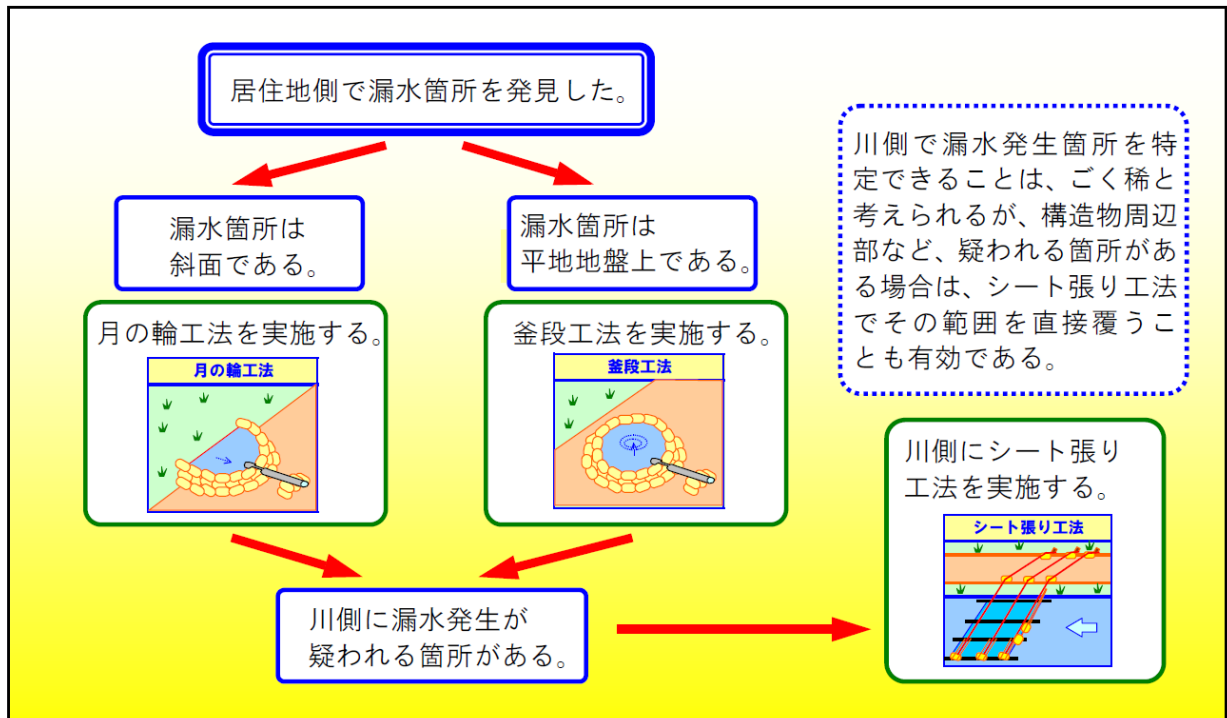 居住地側で漏水箇所を発見した。
漏水箇所は
斜面である。
漏水箇所は
平地地盤上である。
川側で漏水発生箇所を特
定できることは、ごく稀と
考えられるが、構造物周辺
部など、疑われる箇所があ
る場合は、シート張り工法
でその範囲を直接覆うこ
とも有効である。
月の輪工法を実施する。
月の輪工法
釜段工法を実施する。
釜段工法
川側にシート張り
工法を実施する。
シート張り工法
川側に漏水発生が
疑われる箇所がある。